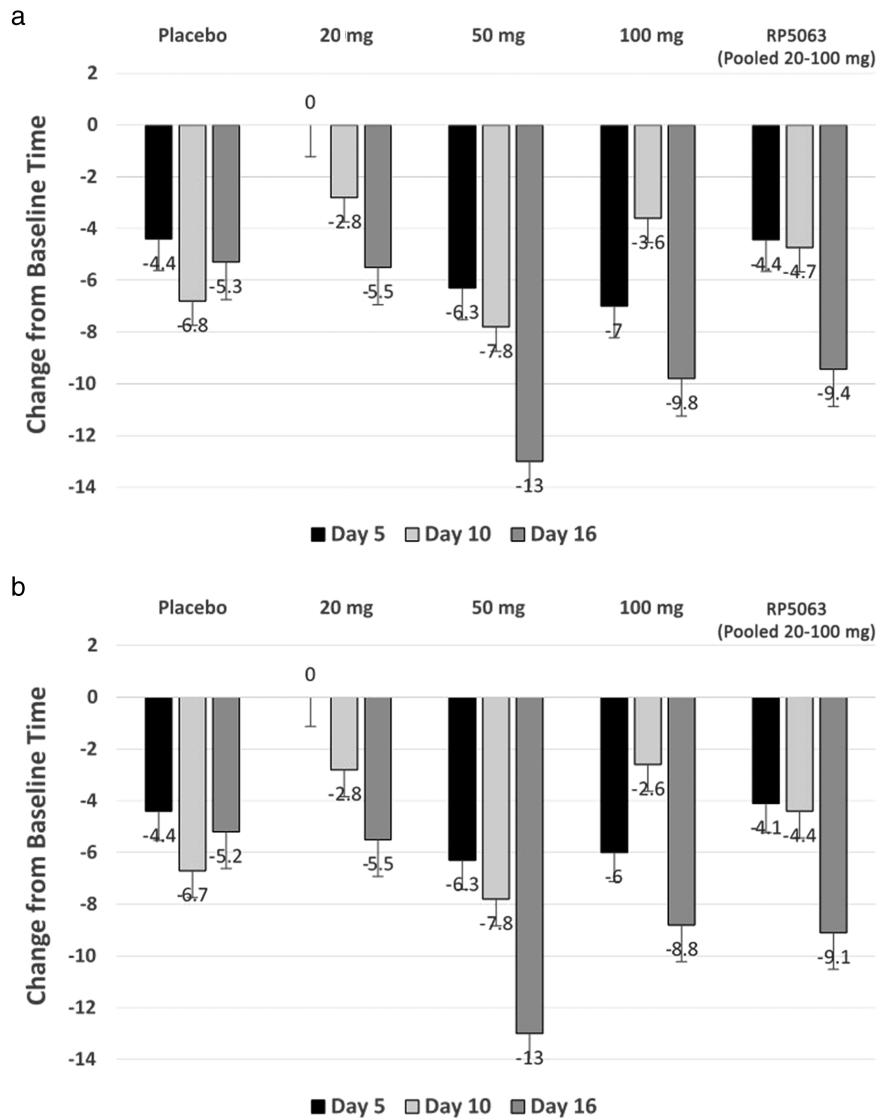 a
Placebo 20 mg 50 mg 100 mg RP5063
(Pooled 20-100 mg)
2
0
0
-2
-4
-6
-8
-10
-12
-14
Change from Baseline Time
-4.4 -6.8 -5.3 -2.8 -5.5 -6.3 -7.8 -13 -7 -3.6 -9.8 -4.4 -4.7 -9.4
Day 5 Day 10 Day 16
b
Placebo 20 mg 50 mg 100 mg RP5063
(Pooled 20-100 mg)
2
0
0
-2
-4
-6
-8
-10
-12
-14
Change from Baseline Time
-4.4 -6.7 -5.2 -2.8 -5.5 -6.3 -7.8 -13 -6 -2.6 -8.8 -4.1 -4.4 -9.1
Day 5 Day 10 Day 16